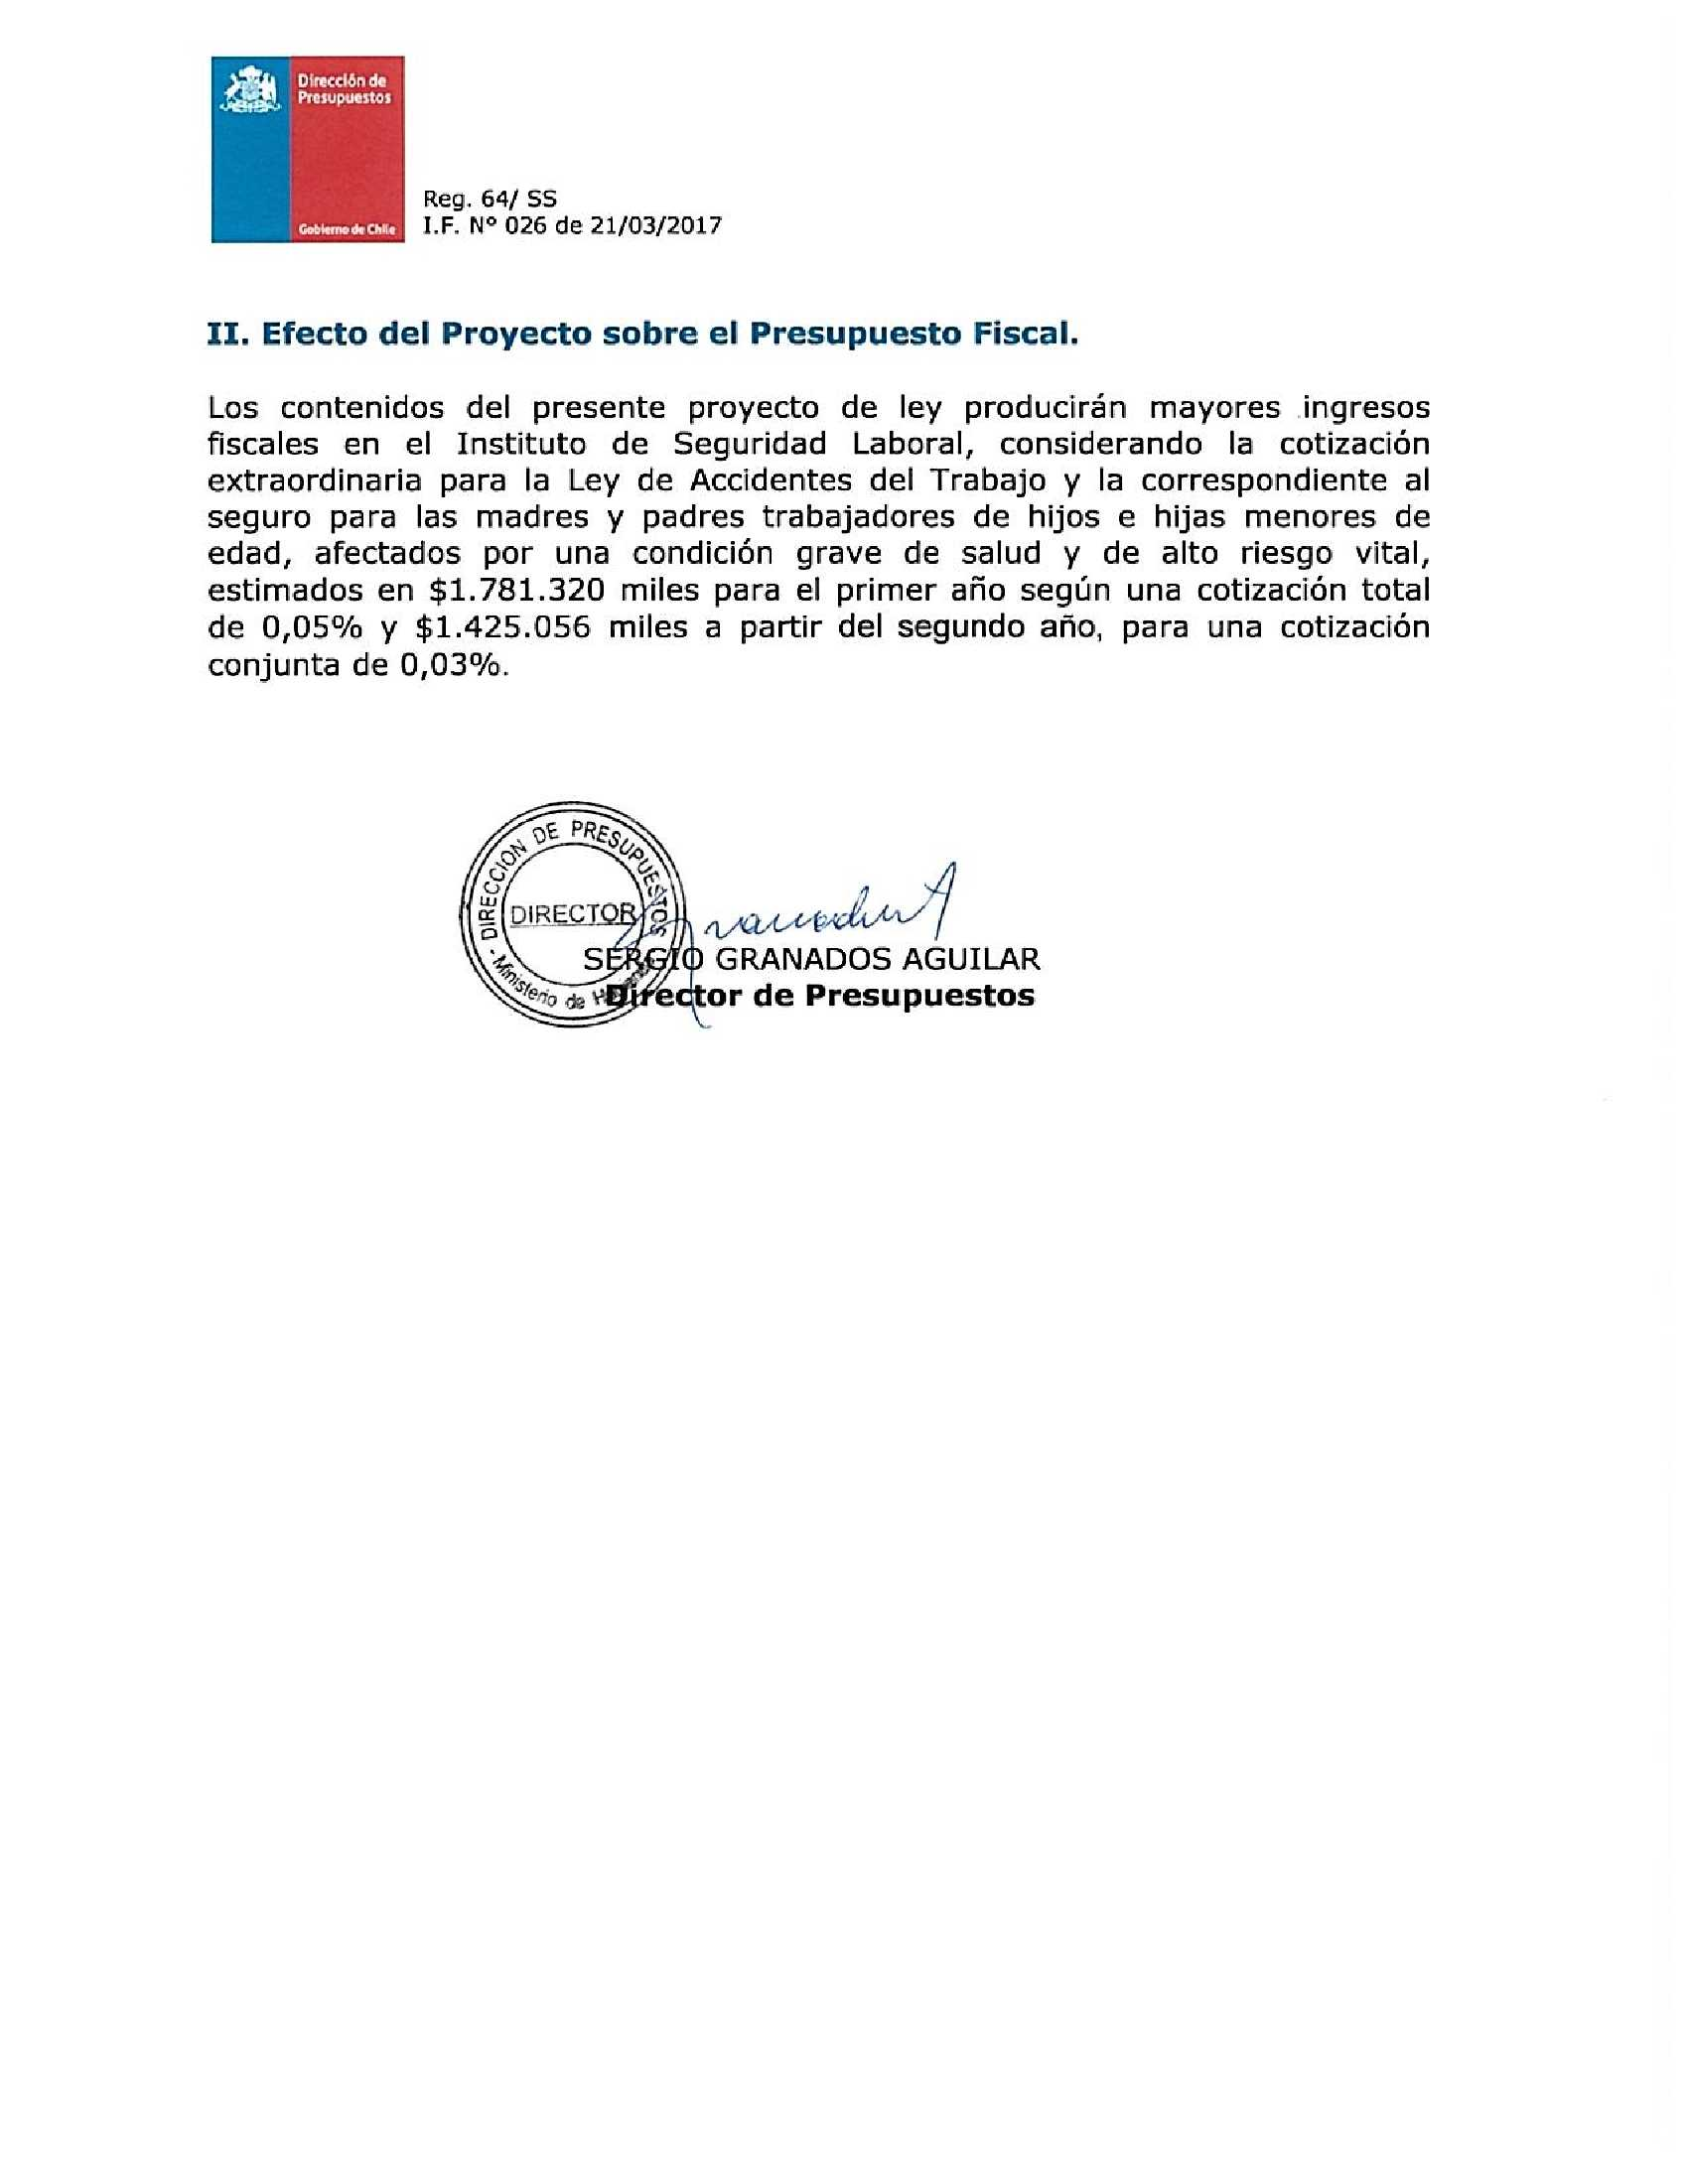 Dirección de
Presupuestos
Gobierno de Chile
Reg. 64/ SS
I.F. Nº 026 de 21/03/2017
II. Efecto del Proyecto sobre el Presupuesto Fiscal.
Los contenidos del presente proyecto de ley producirán mayores ingresos
fiscales en el Instituto de Seguridad Laboral, considerando la cotización
extraordinaria para la Ley de Accidentes del Trabajo y la correspondiente al
seguro para las madres y padres trabajadores de hijos e hijas menores de
edad, afectados por una condición grave de salud y de alto riesgo vital,
estimados en $1.781.320 miles para el primer año según una cotización total
de 0,05% y $1.425.056 miles a partir del segundo año, para una cotización
conjunta de 0,03%.
DIRECCION DE PRESUPUESTOS
DIRECTOR
Ministerio de
SERGIO GRANADOS AGUILAR
Director de Presupuestos